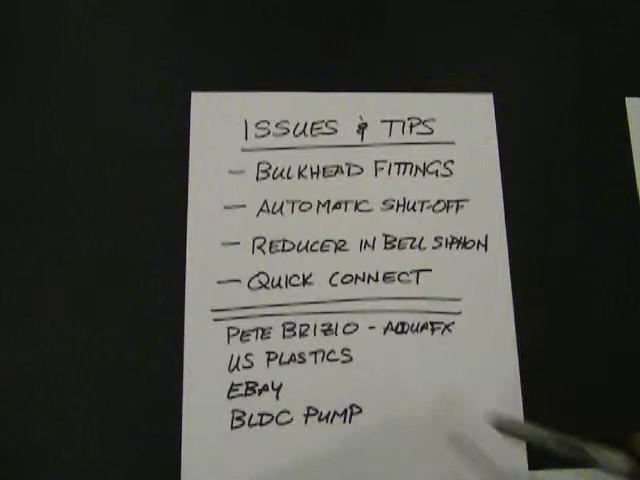 ISSUES & TIPS
- BULKHEAD FITTINGS
- AUTOMATIC SHUT-OFF
- REDUCER IN BELL SIPHON
- QUICK CONNECT
PETE BRIZIO - AQUAFX
US PLASTICS
EBAY
BLDC PUMP